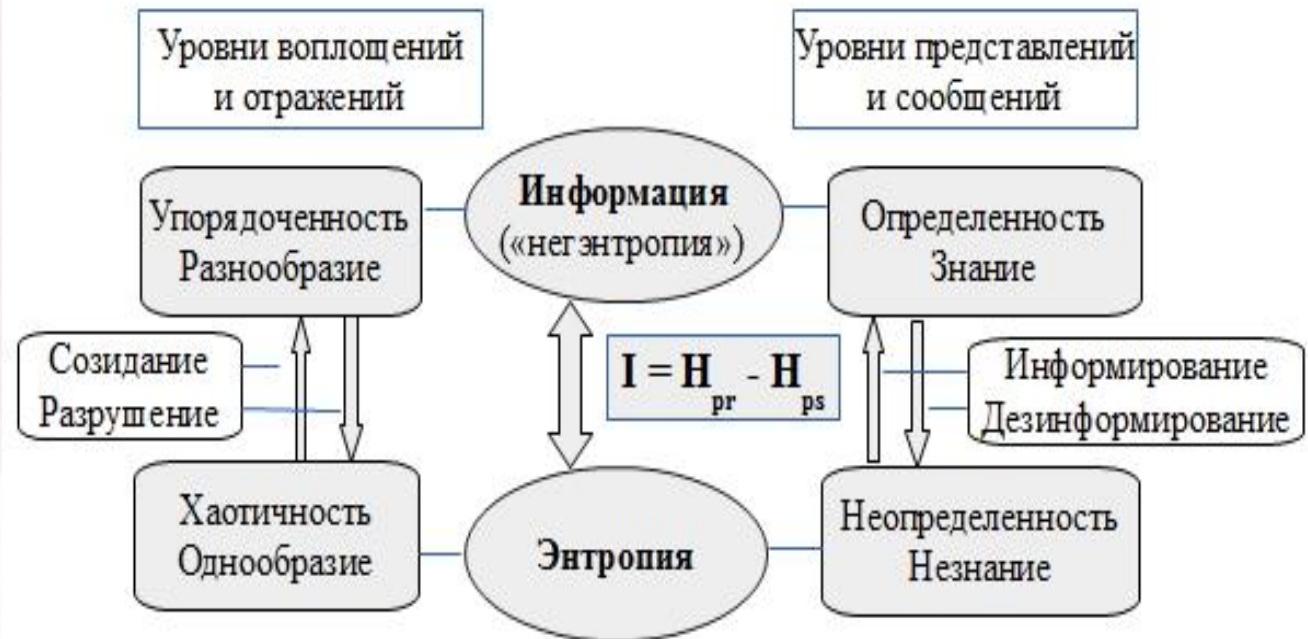 Уровни воплощений
и отражений
Уровни представлений
и сообщений
Информация
(«негэнтропия»)
Упорядоченность
Разнообразие
Определенность
Знание
Созидание
Разрушение
I = H pr - H ps
Информирование
Дезинформирование
Хаотичность
Однообразие
Энтропия
Неопределенность
Незнание